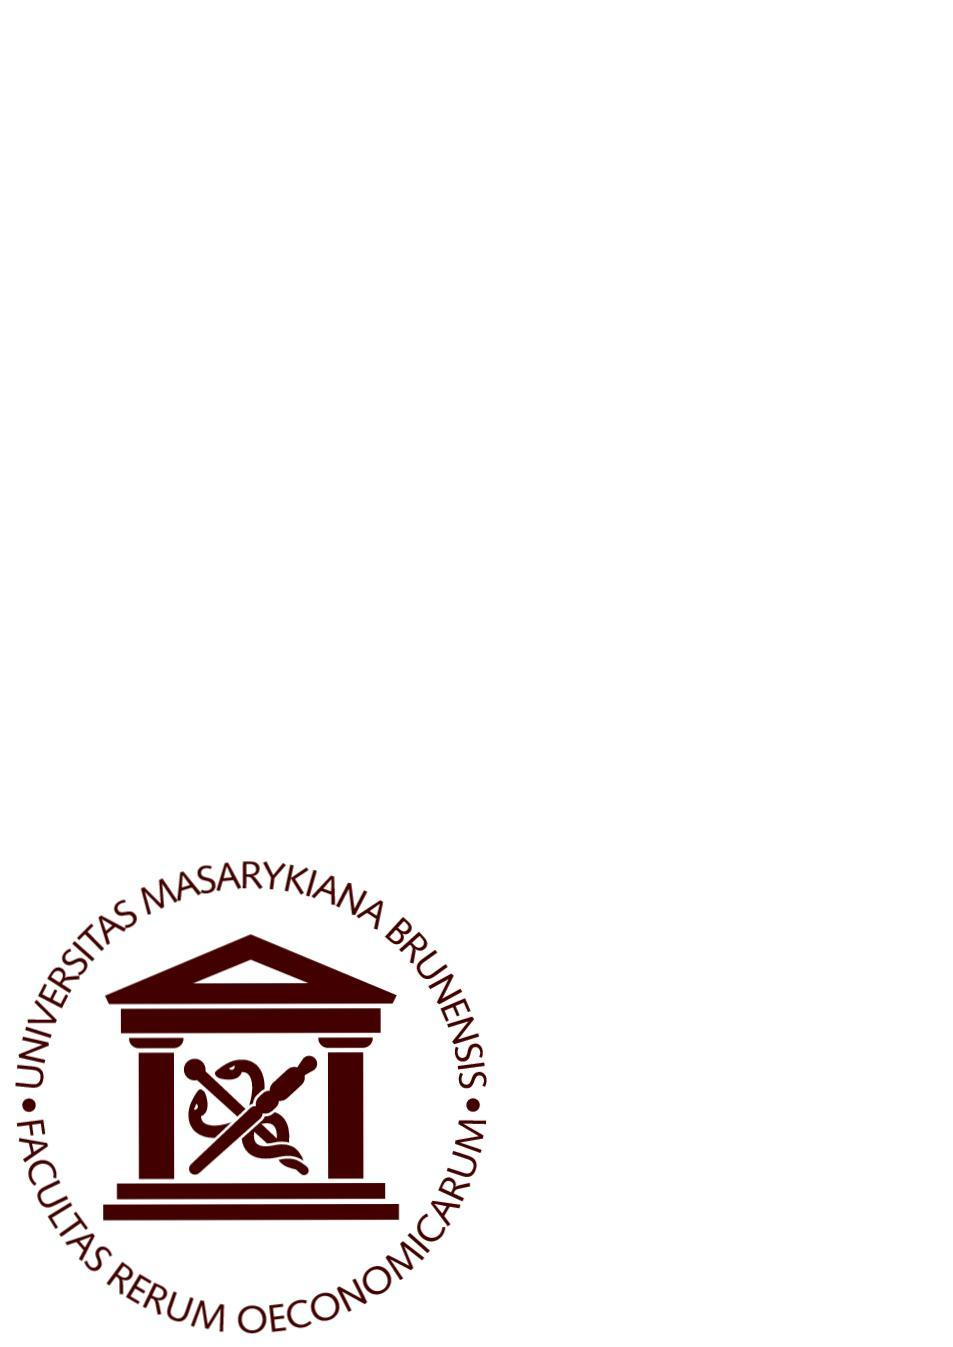 UNIVERSITAS MASARYKIANA BRUNENSIS
• FACULTAS RERUM OECONOMICARUM •